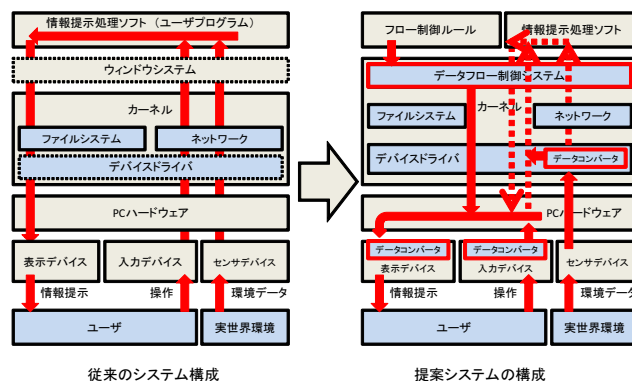 情報提示処理ソフト（ユーザプログラム）
ウィンドウシステム
カーネル
ファイルシステム
ネットワーク
デバイスドライバ
PCハードウェア
表示デバイス
入力デバイス
センサデバイス
情報提示
操作
環境データ
ユーザ
実世界環境
従来のシステム構成
フロー制御ルール
情報提示処理ソフト
データフロー制御システム
カーネル
ファイルシステム
ネットワーク
デバイスドライバ
データコンバータ
PCハードウェア
データコンバータ
表示デバイス
データコンバータ
入力デバイス
センサデバイス
情報提示
操作
環境データ
ユーザ
実世界環境
提案システムの構成